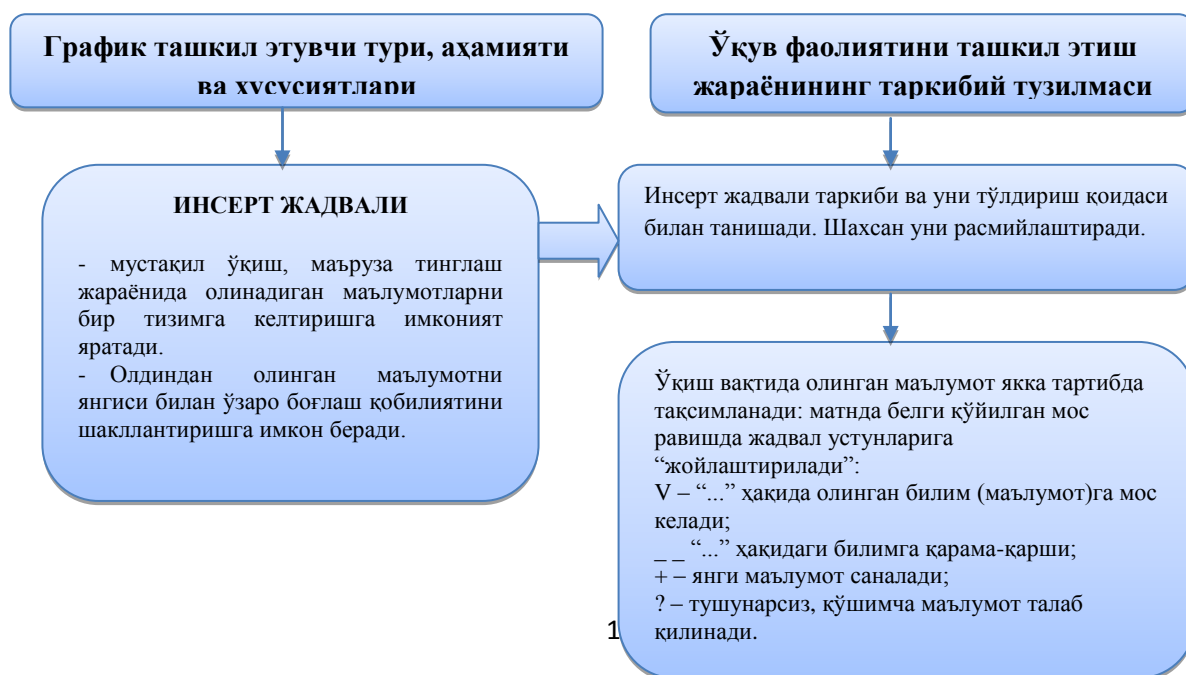 График ташкил этувчи тури, аҳамияти
ва хусусиятлари
Ўқув фаолиятини ташкил этиш
жараёнининг таркибий тузилмаси
ИНСЕРТ ЖАДВАЛИ
- мустақил ўқиш, маъруза тинглаш
жараёнида олинадиган маълумотларни
бир тизимга келтиришга имконият
яратади.
- Олдиндан олинган маълумотни
янгиси билан ўзаро боғлаш қобилиятини
шакллантиришга имкон беради.
Инсерт жадвали таркиби ва уни тўлдириш қоидаси
билан танишади. Шахсан уни расмийлаштиради.
Ўқиш вақтида олинган маълумот якка тартибда
тақсимланади: матнда белги қўйилган мос
равишда жадвал устунларига
“жойлаштирилади”:
V – “...” ҳақида олинган билим (маълумот)га мос
келади;
_ _ “...” ҳақидаги билимга қарама-қарши;
+ – янги маълумот саналади;
? – тушунарсиз, қўшимча маълумот талаб
қилинади.
1